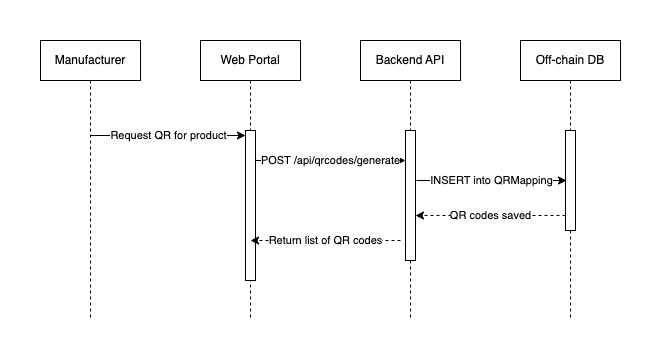 Manufacturer
Web Portal
Backend API
Off-chain DB
Request QR for product
POST /api/qrcodes/generate
INSERT into QRMapping
QR codes saved
Return list of QR codes